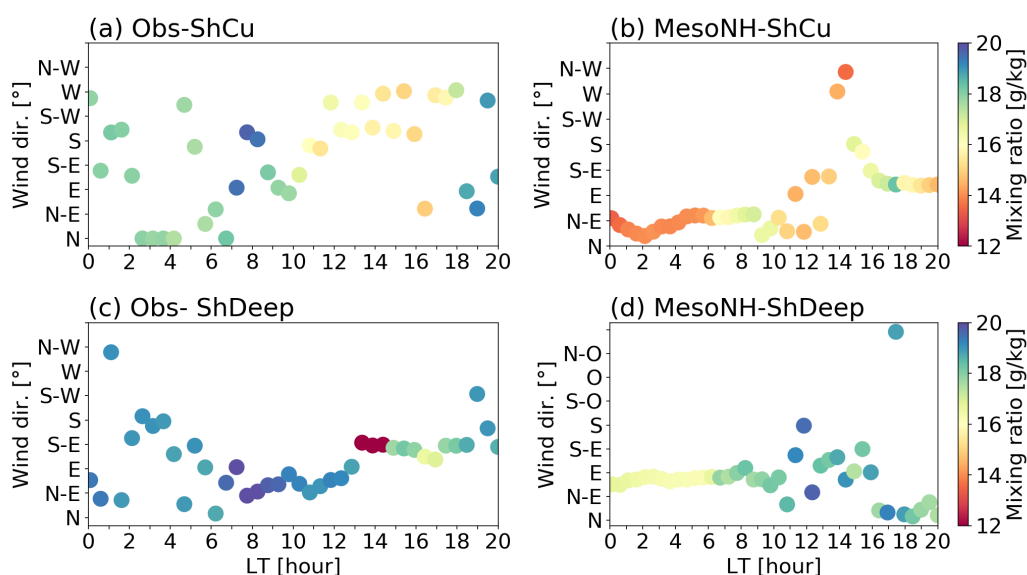 (a) Obs-ShCu
(b) MesoNH-ShCu
Wind dir. [°]
N-W
W
S-W
S
S-E
E
N-E
N
0 2 4 6 8 10 12 14 16 18 20
Wind dir. [°]
N-W
W
S-W
S
S-E
E
N-E
N
0 2 4 6 8 10 12 14 16 18 20
20
18
16
14
12
Mixing ratio [g/kg]
(c) Obs- ShDeep
(d) MesoNH-ShDeep
Wind dir. [°]
N-W
W
S-W
S
S-E
E
N-E
N
0 2 4 6 8 10 12 14 16 18 20
LT [hour]
Wind dir. [°]
N-O
O
S-O
S
S-E
E
N-E
N
0 2 4 6 8 10 12 14 16 18 20
LT [hour]
20
18
16
14
12
Mixing ratio [g/kg]